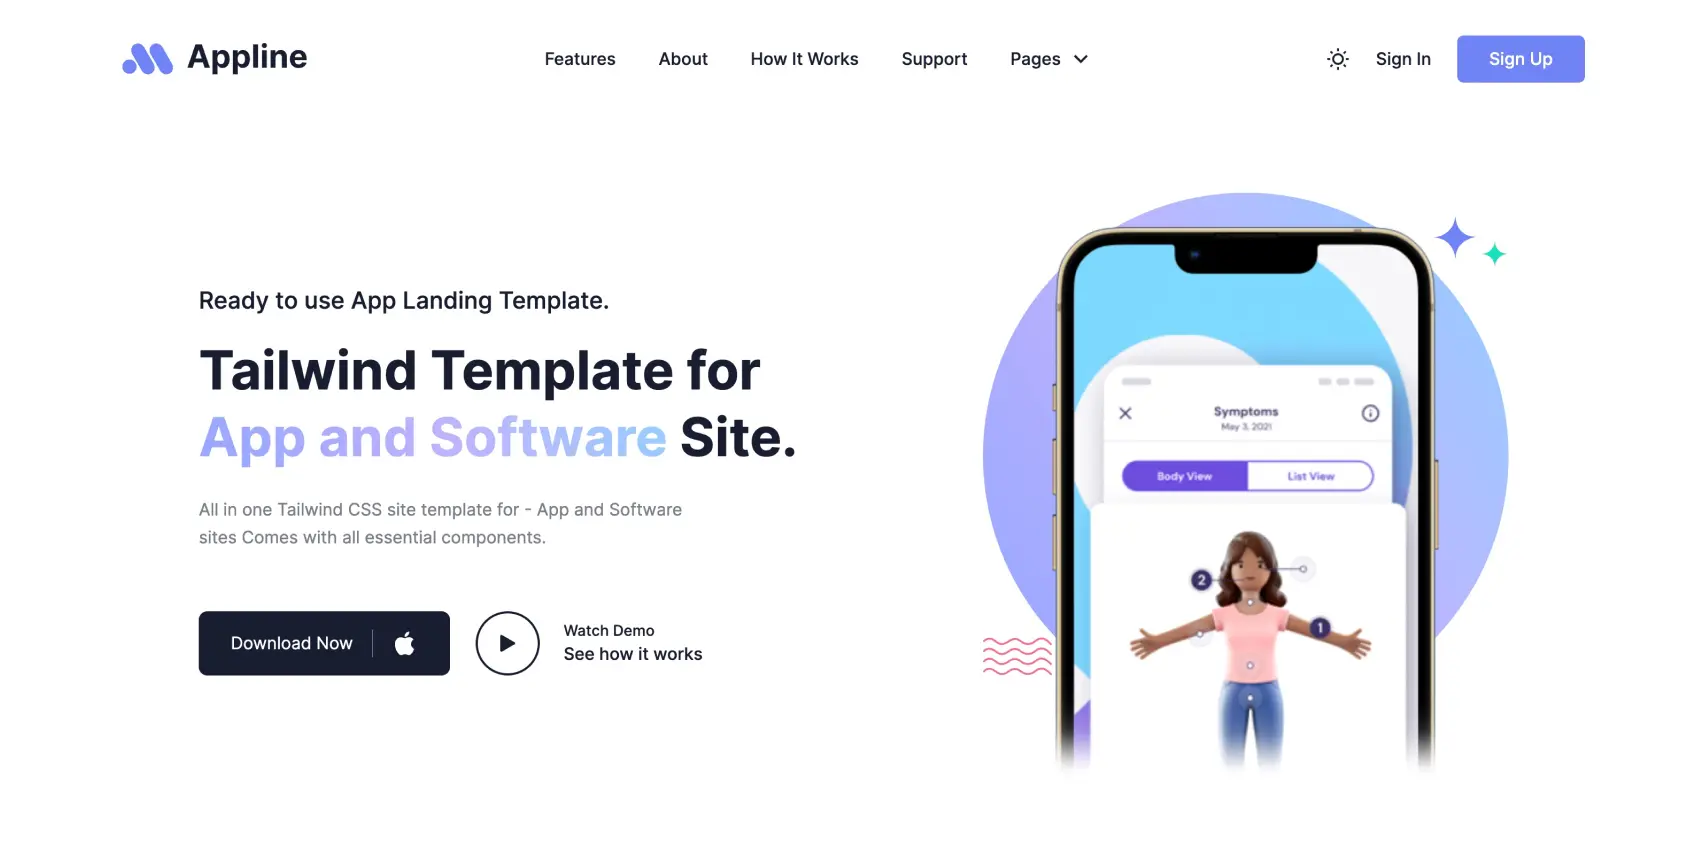 Appline
Features
About
How It Works
Support
Pages
Sign In
Sign Up
Ready to use App Landing Template.
Tailwind Template for
App and Software Site.
All in one Tailwind CSS site template for - App and Software
sites Comes with all essential components.
Download Now
Watch Demo
See how it works
Symptoms
May 3, 2021
Body View
List View
2
1